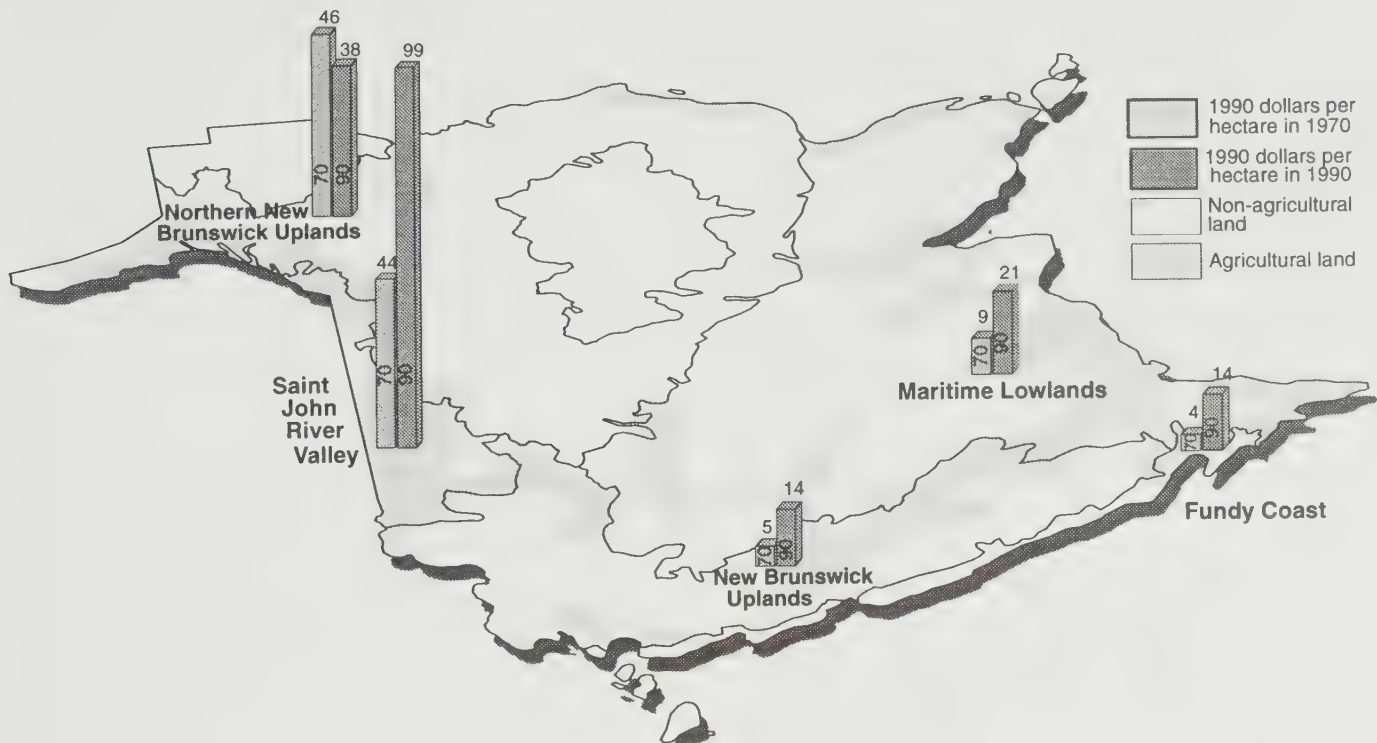 46
38
99
70
90
Northern New
Brunswick Uplands
44
70
90
Saint
John
River
Valley
1990 dollars per
hectare in 1970
1990 dollars per
hectare in 1990
Non-agricultural
land
Agricultural land
21
9
70
90
Maritime Lowlands
14
4
70
90
Fundy Coast
14
5
70
90
New Brunswick
Uplands